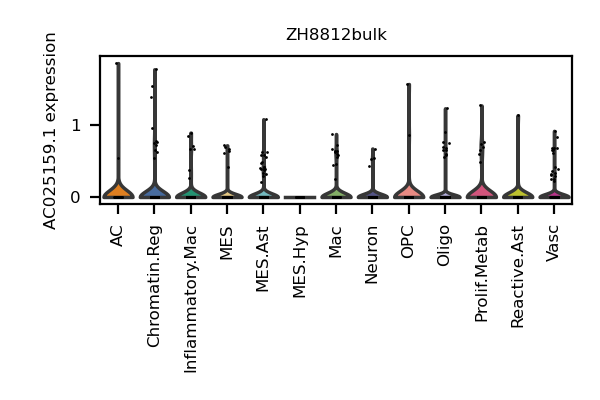 ZH8812bulk
AC025159.1 expression
1
0
AC
Chromatin.Reg
Inflammatory.Mac
MES
MES.Ast
MES.Hyp
Mac
Neuron
OPC
Oligo
Prolif.Metab
Reactive.Ast
Vasc